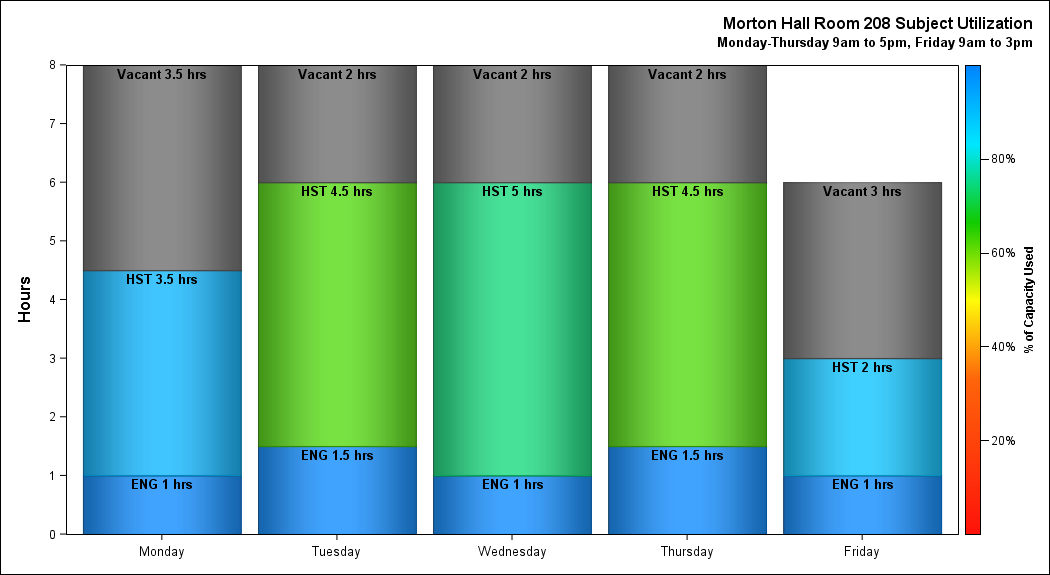 Morton Hall Room 208 Subject Utilization
Monday-Thursday 9am to 5pm, Friday 9am to 3pm
Hours
8
7
6
5
4
3
2
1
0
Vacant 3.5 hrs
HST 3.5 hrs
ENG 1 hrs
Vacant 2 hrs
HST 4.5 hrs
ENG 1.5 hrs
Vacant 2 hrs
HST 5 hrs
ENG 1 hrs
Vacant 2 hrs
HST 4.5 hrs
ENG 1.5 hrs
Vacant 3 hrs
HST 2 hrs
ENG 1 hrs
Monday
Tuesday
Wednesday
Thursday
Friday
80%
60%
40%
20%
% of Capacity Used